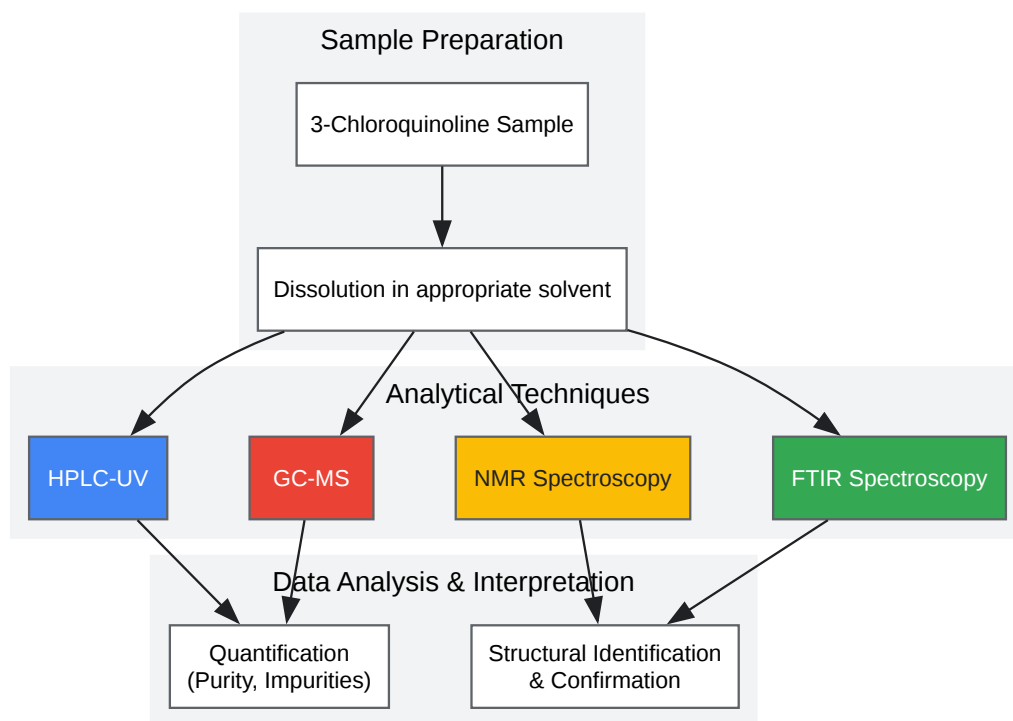 Sample Preparation
3-Chloroquinoline Sample
Dissolution in appropriate solvent
Analytical Techniques
HPLC-UV
GC-MS
NMR Spectroscopy
FTIR Spectroscopy
Data Analysis & Interpretation
Quantification
(Purity, Impurities)
Structural Identification
& Confirmation